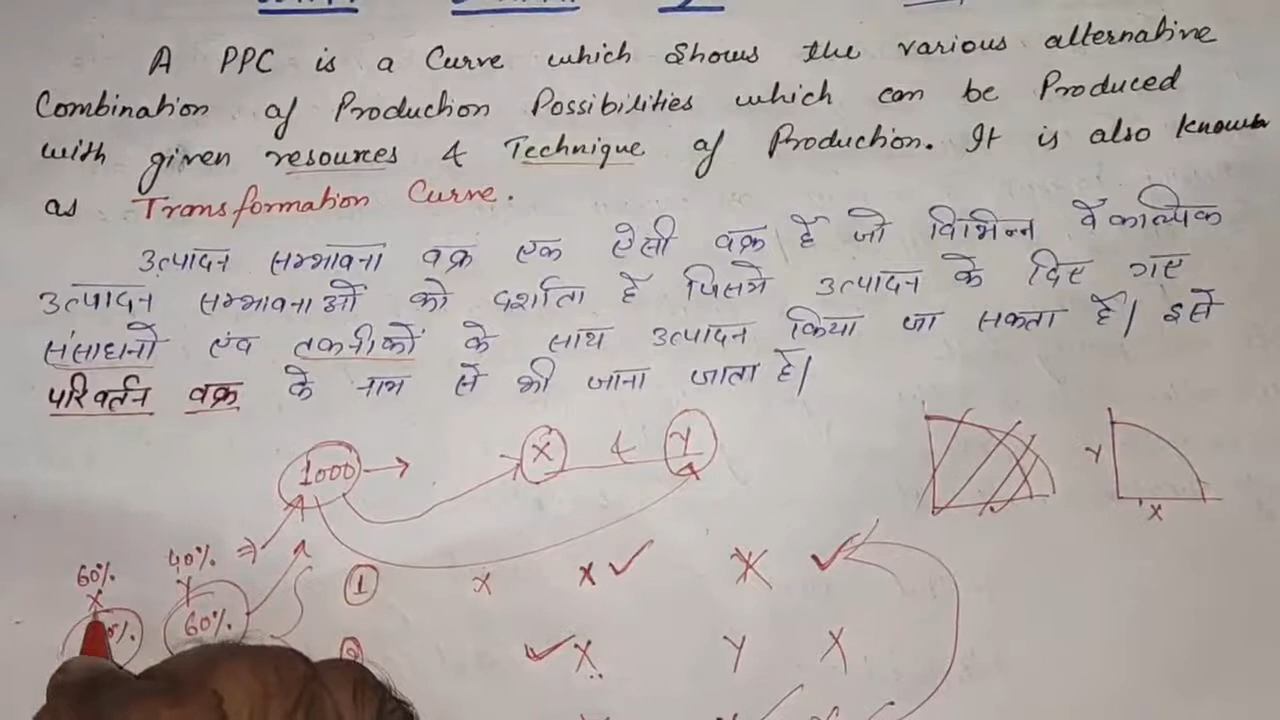 A PPC is a Curve which Shows the various alternative
Combination of Production Possibilities which can be Produced
with given resources & Technique of Production. It is also known
as Transformation Curve.
उत्पादन सम्भावना वक्र एक ऐसी वक्र है जो विभिन्न वैकल्पिक
उत्पादन सम्भावनाओं को दर्शाता है जिसमे उत्पादन के दिए गए
संसाधनो एंव तकनीकों के साथ उत्पादन किया जा सकता है। इसे
परिवर्तन वक्र के नाम से भी जाना जाता है।
1000 → X & Y
Y X
60% 40% ⇒
X Y
60%
1 X X ✓ X ✓
2 ✓ X Y X